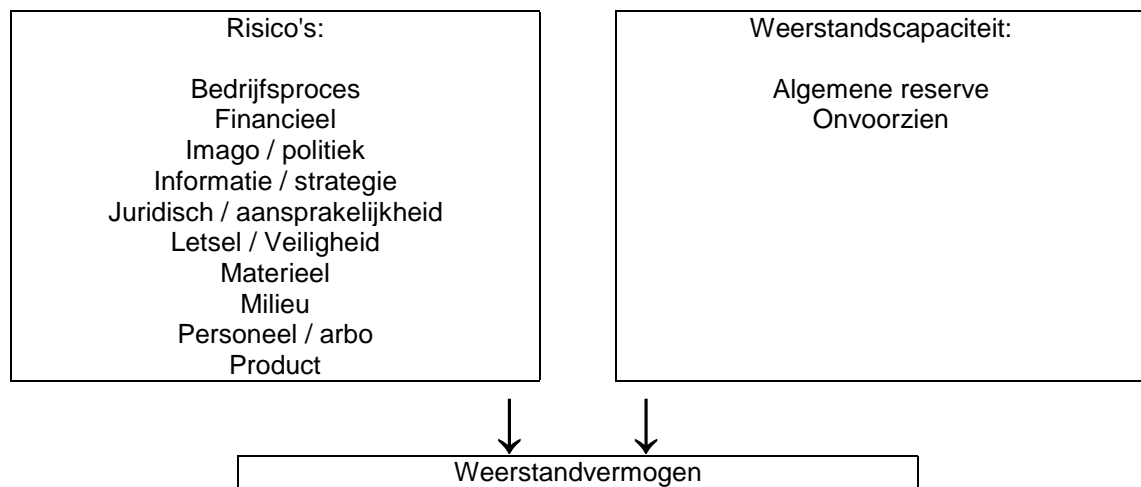 Risico's:
Bedrijfsproces
Financieel
Imago / politiek
Informatie / strategie
Juridisch / aansprakelijkheid
Letsel / Veiligheid
Materieel
Milieu
Personeel / arbo
Product
Weerstandscapaciteit:
Algemene reserve
Onvoorzien
Weerstandvermogen